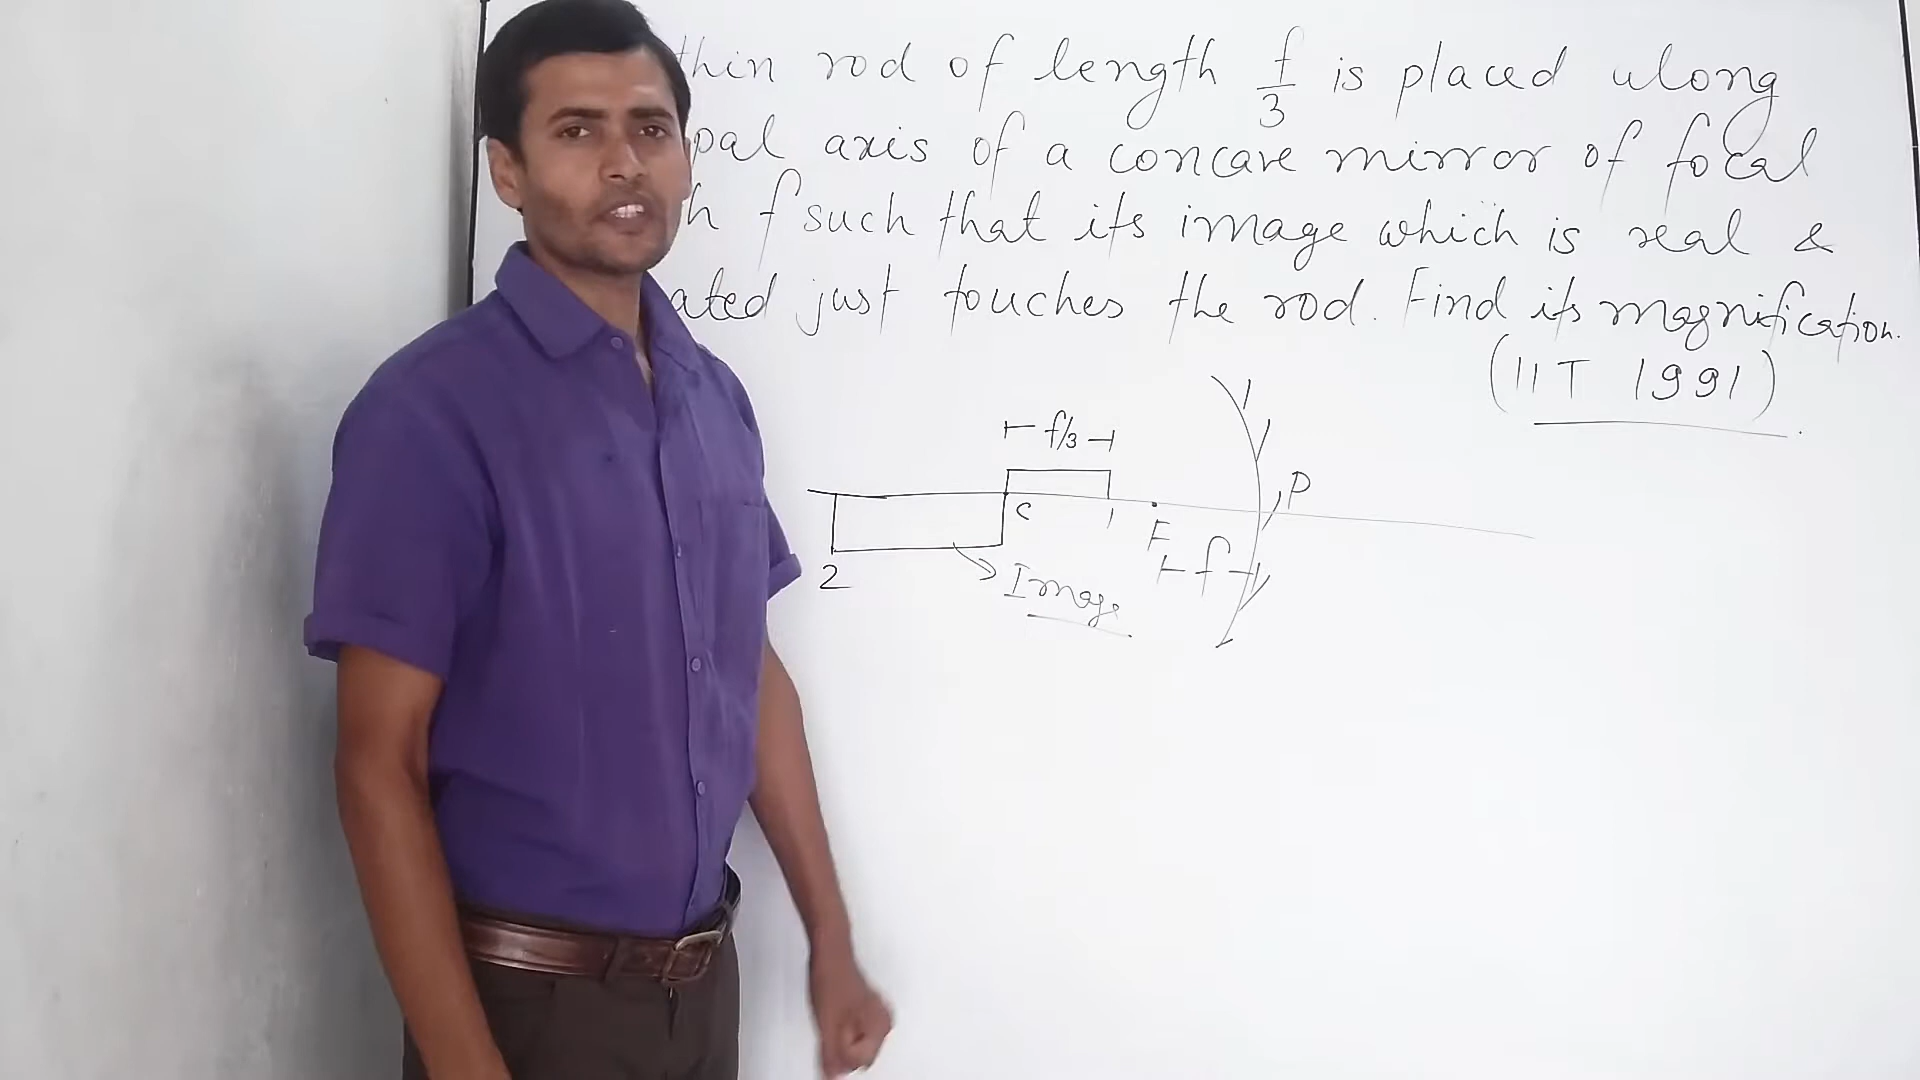 thin rod of length f/3 is placed along
pal axis of a concave mirror of focal
h f such that its image which is real &
ated just touches the rod. Find its magnification.
(IIT 1991)
f/3
P
C
1
F
f
2
Image